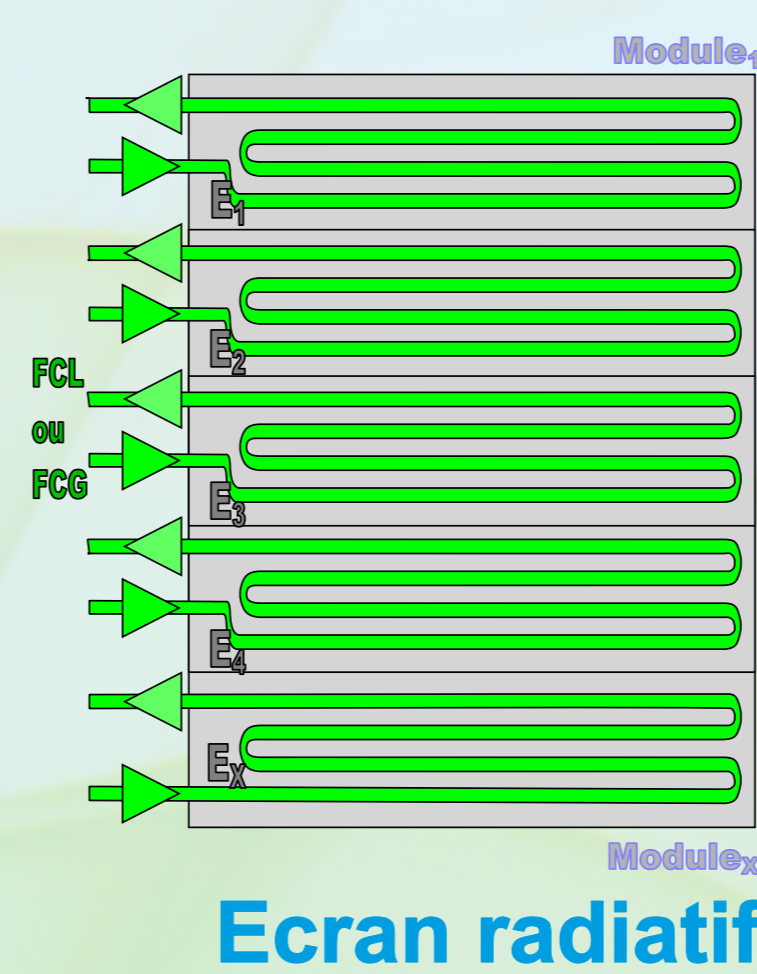 Module₁
E₁
E₂
FCL
ou
FCG
E₃
E₄
Eₓ
Moduleₓ
Ecran radiatif